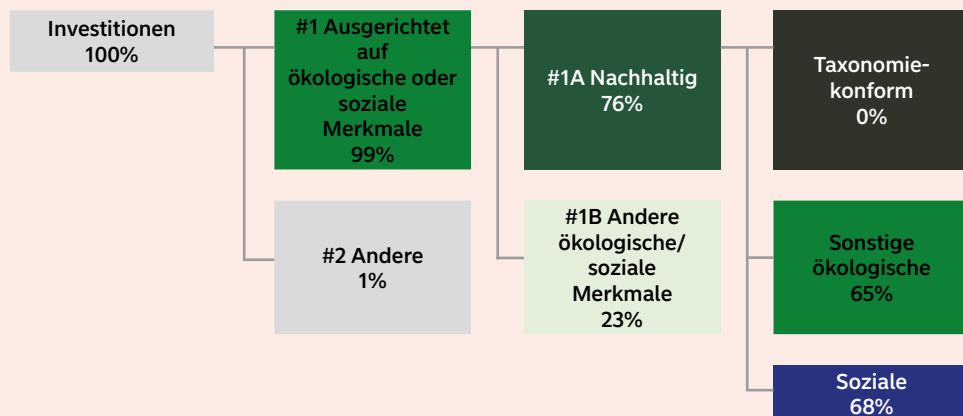 Investitionen
100%
#1 Ausgerichtet
auf
ökologische oder
soziale
Merkmale
99%
#2 Andere
1%
#1A Nachhaltig
76%
#1B Andere
ökologische/
soziale
Merkmale
23%
Taxonomie-
konform
0%
Sonstige
ökologische
65%
Soziale
68%